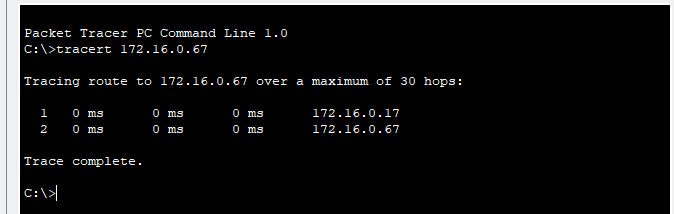 Packet Tracer PC Command Line 1.0
C:\>tracert 172.16.0.67
Tracing route to 172.16.0.67 over a maximum of 30 hops:
1 0 ms 0 ms 0 ms 172.16.0.17
2 0 ms 0 ms 0 ms 172.16.0.67
Trace complete.
C:\>